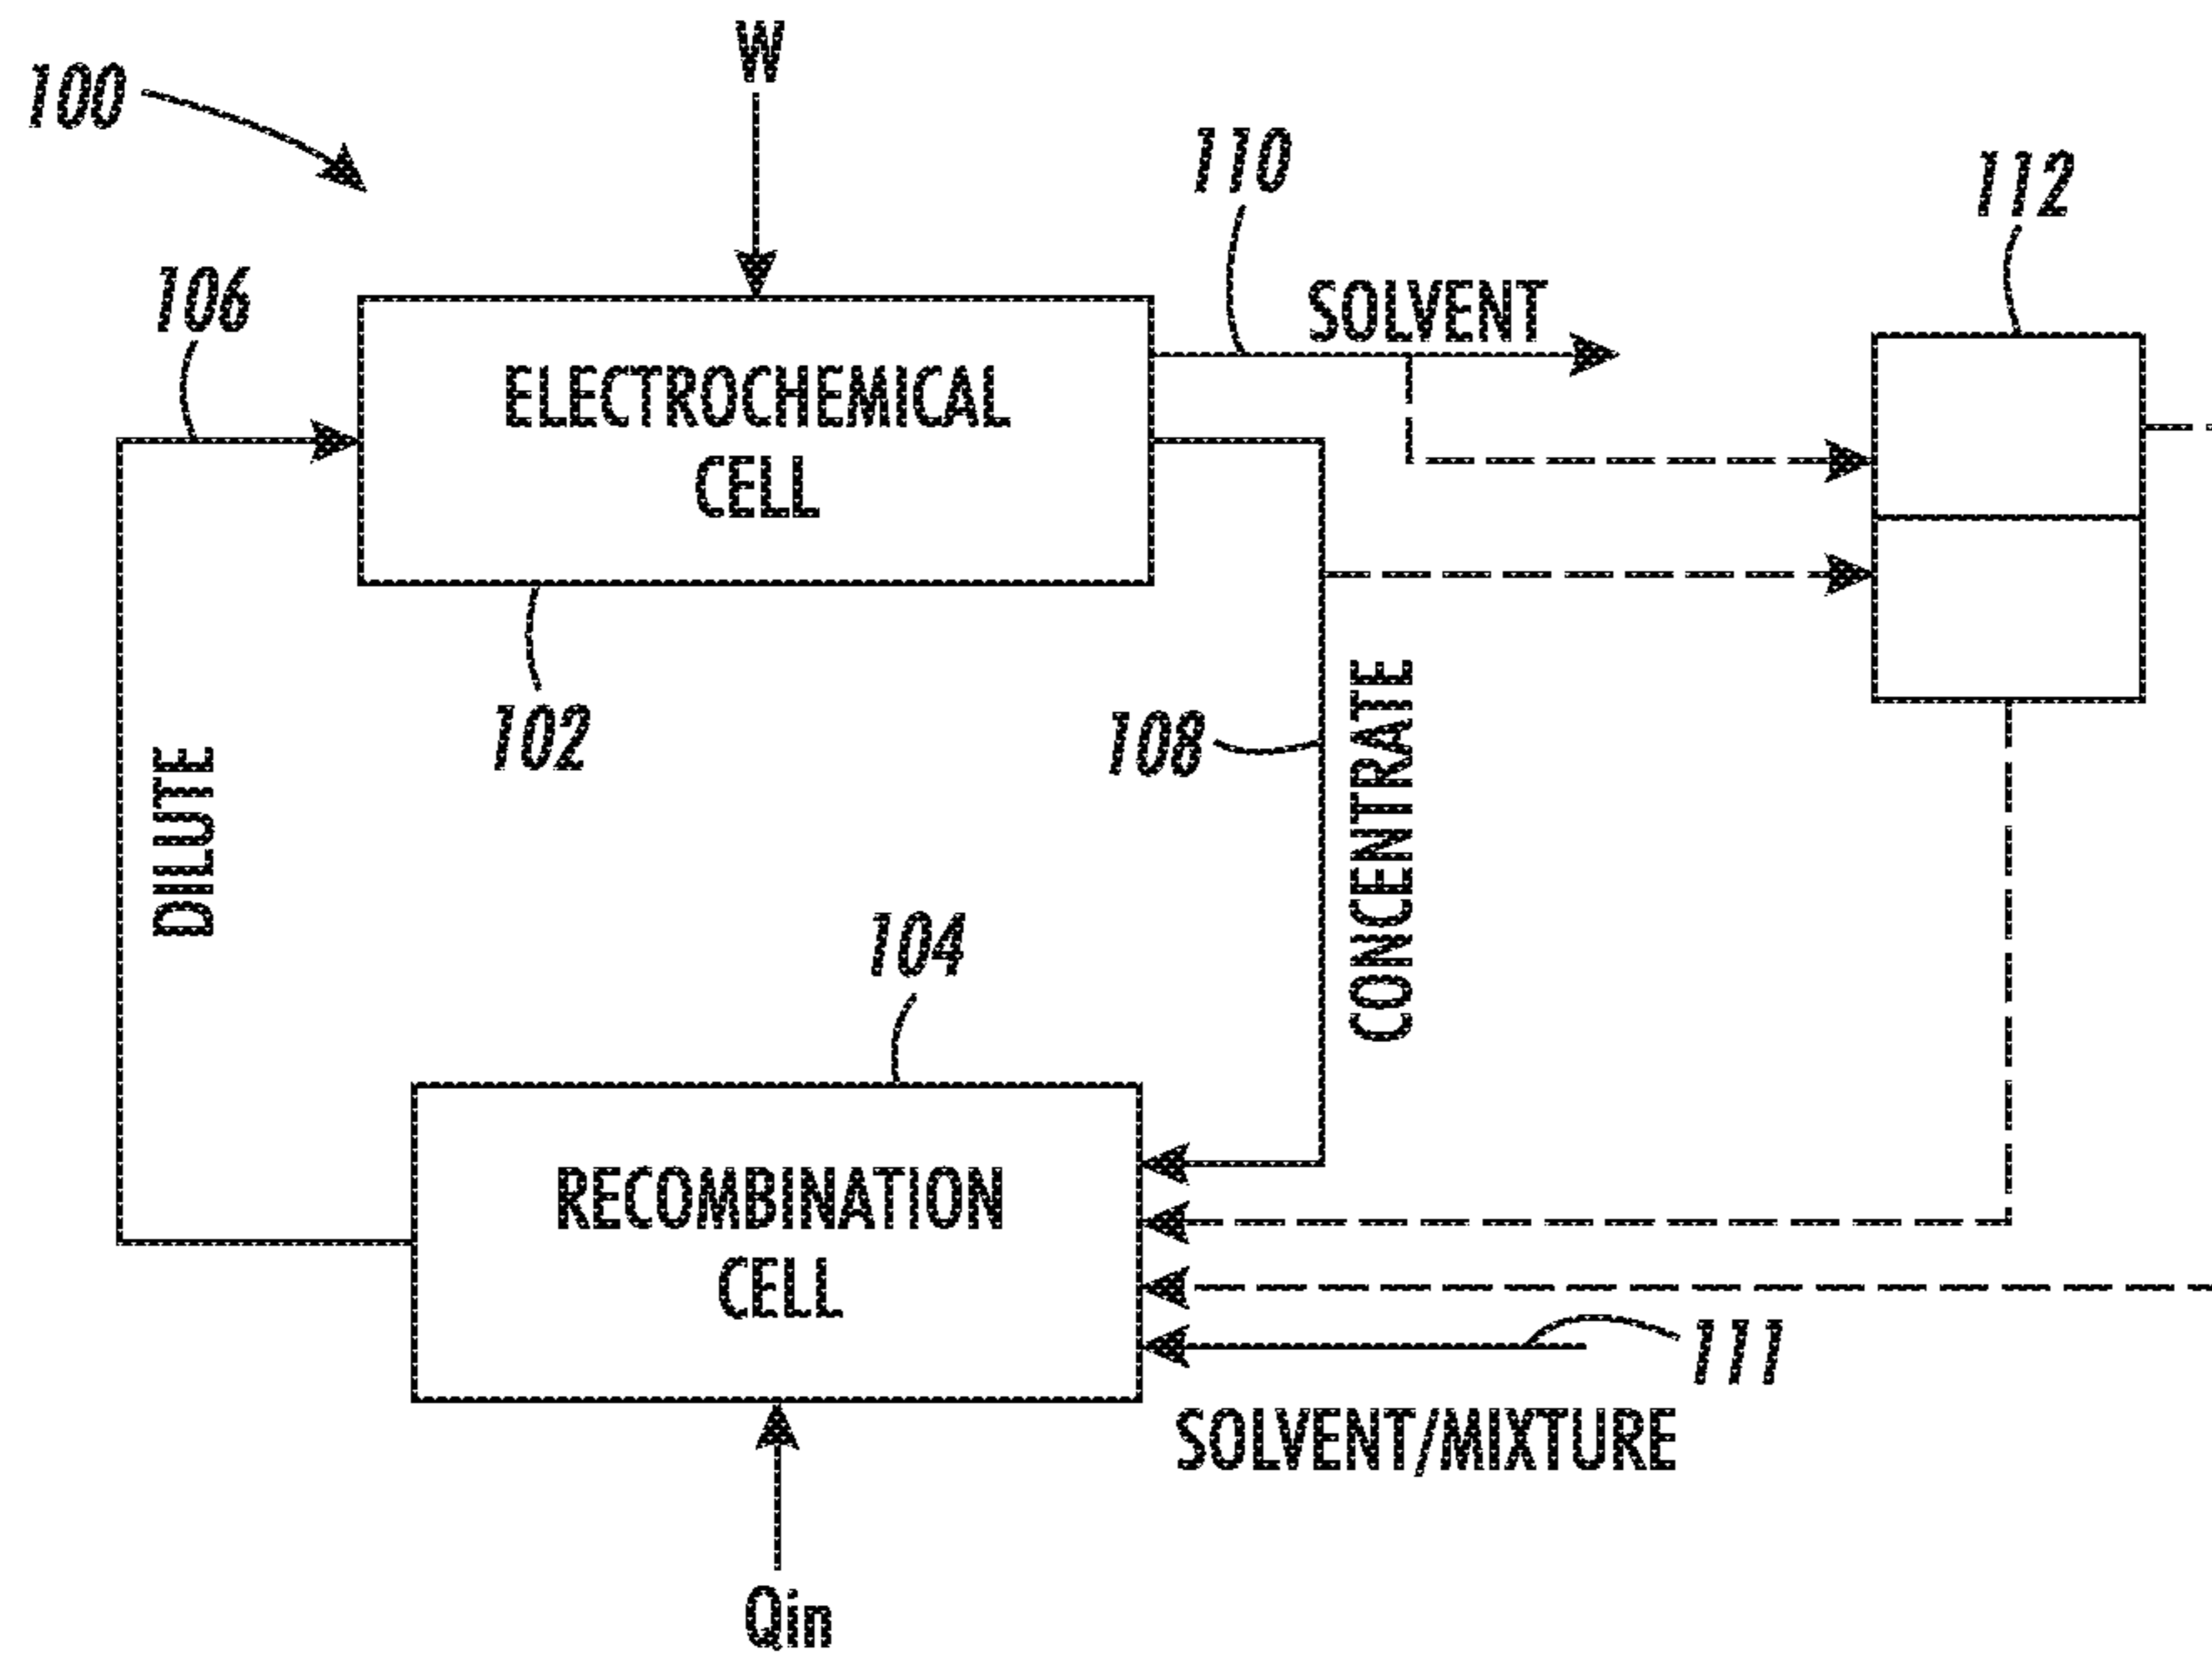 W
100
110
112
106
SOLVENT
ELECTROCHEMICAL
CELL
102
108
DILUTE
CONCENTRATE
104
RECOMBINATION
CELL
111
SOLVENT/MIXTURE
Qin